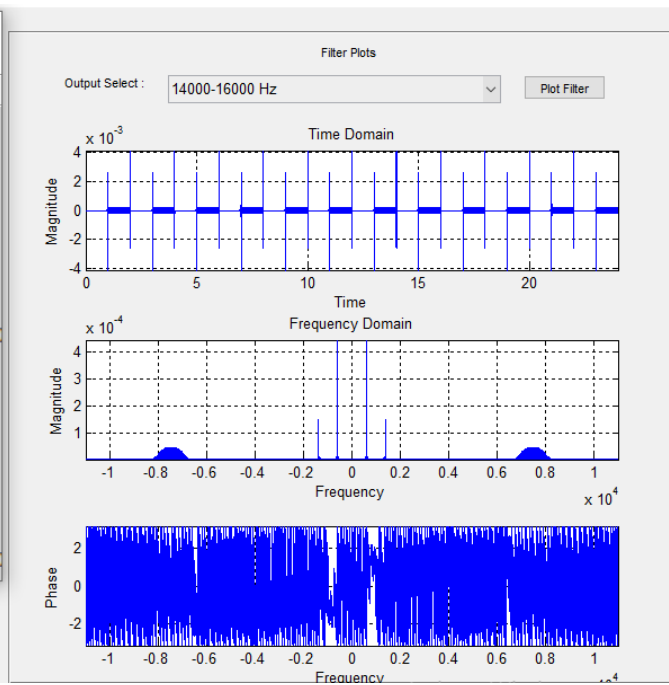 Filter Plots
Output Select :
14000-16000 Hz
Plot Filter
x 10-3
Time Domain
4
2
0
-2
-4
Magnitude
0 5 10 15 20
Time
x 10-4
Frequency Domain
4
3
2
1
Magnitude
-1 -0.8 -0.6 -0.4 -0.2 0 0.2 0.4 0.6 0.8 1
Frequency
x 104
2
0
-2
Phase
-1 -0.8 -0.6 -0.4 -0.2 0 0.2 0.4 0.6 0.8 1
Frequency